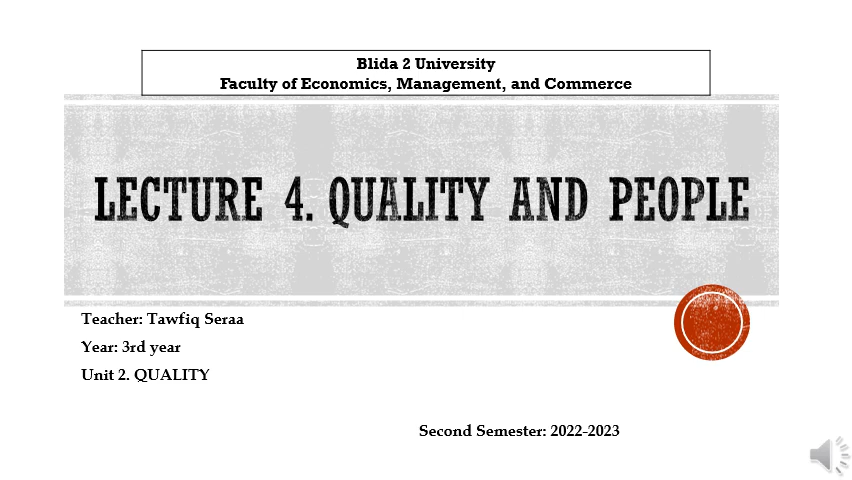 Blida 2 University
Faculty of Economics, Management, and Commerce
LECTURE 4. QUALITY AND PEOPLE
Teacher: Tawfiq Seraa
Year: 3rd year
Unit 2. QUALITY
Second Semester: 2022-2023